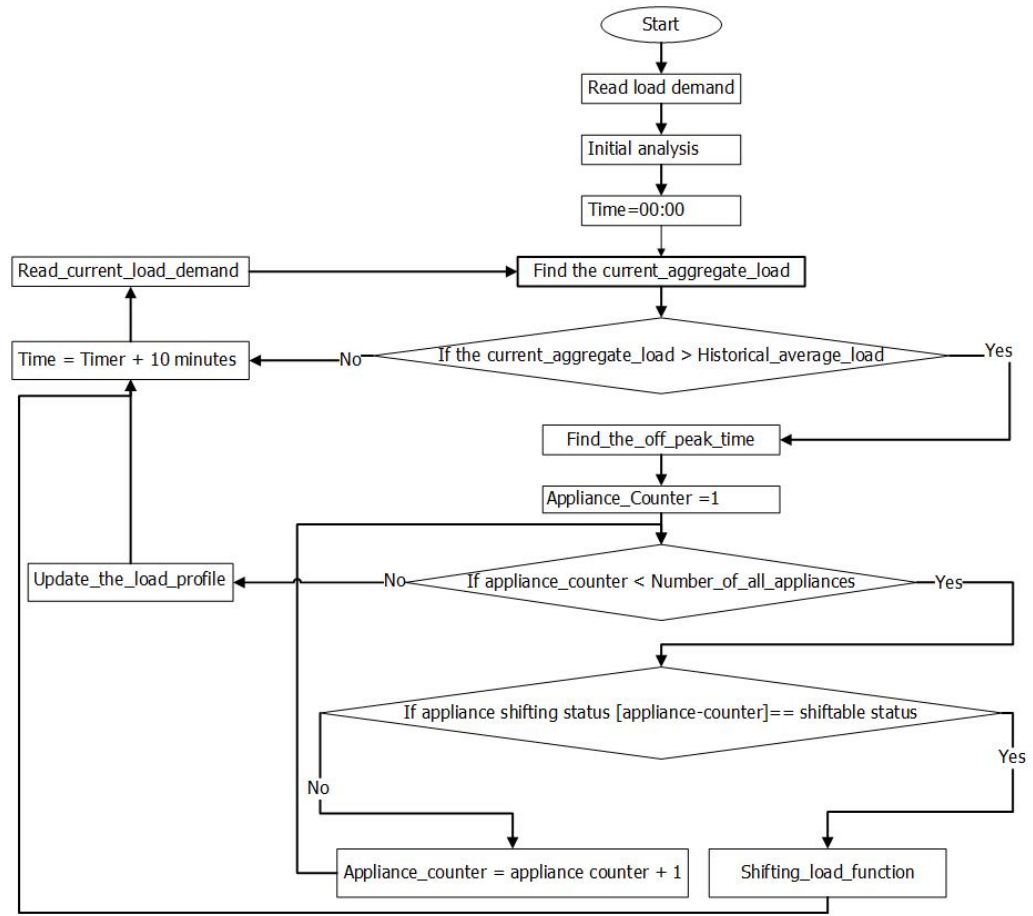 Start
Read load demand
Initial analysis
Time=00:00
Read_current_load_demand
Find the current_aggregate_load
Time = Timer + 10 minutes
No
If the current_aggregate_load > Historical_average_load
Yes
Find_the_off_peak_time
Appliance_Counter =1
Update_the_load_profile
No
If appliance_counter < Number_of_all_appliances
Yes
If appliance shifting status [appliance-counter]== shiftable status
Yes
No
Appliance_counter = appliance counter + 1
Shifting_load_function